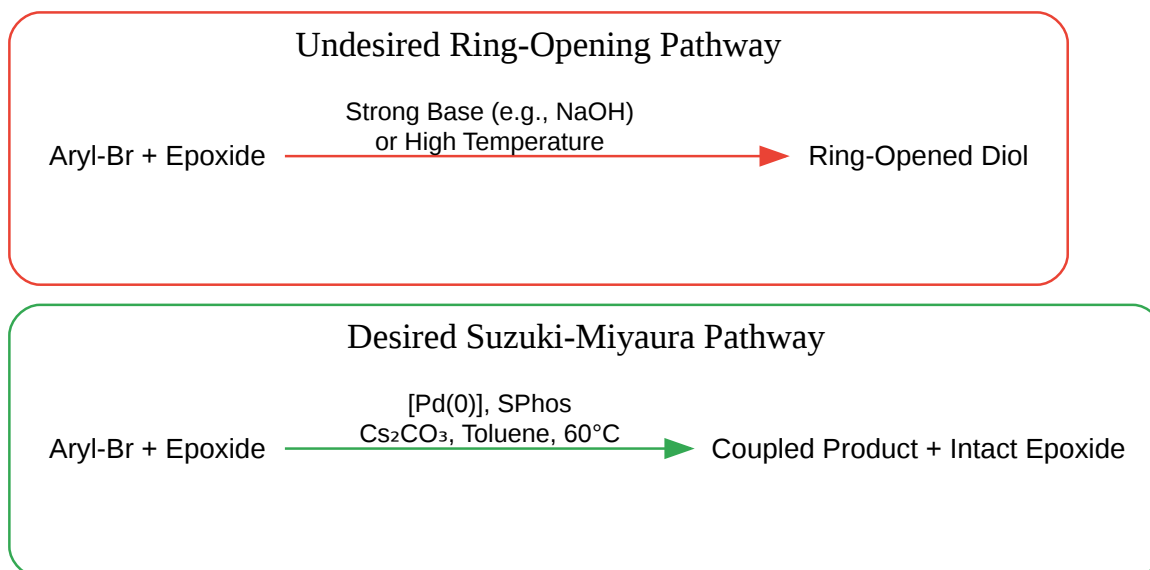 Undesired Ring-Opening Pathway
Strong Base (e.g., NaOH)
or High Temperature
Aryl-Br + Epoxide
Ring-Opened Diol
Desired Suzuki-Miyaura Pathway
[Pd(0)], SPhos
Cs₂CO₃, Toluene, 60°C
Aryl-Br + Epoxide
Coupled Product + Intact Epoxide